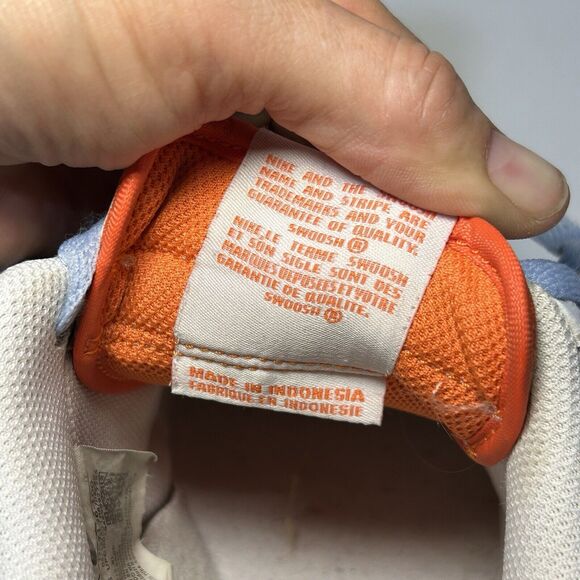 NIKE AND THE
NAME AND STRIPE ARE
TRADEMARKS AND YOUR
GUARANTEE OF QUALITY.
SWOOSH ®
NIKE-LE TERME SWOOSH
ET SON SIGLE SONT DES
MARQUES DEPOSEES ET VOTRE
GARANTIE DE QUALITE.
SWOOSH ®
MADE IN INDONESIA
FABRIQUE EN INDONESIE